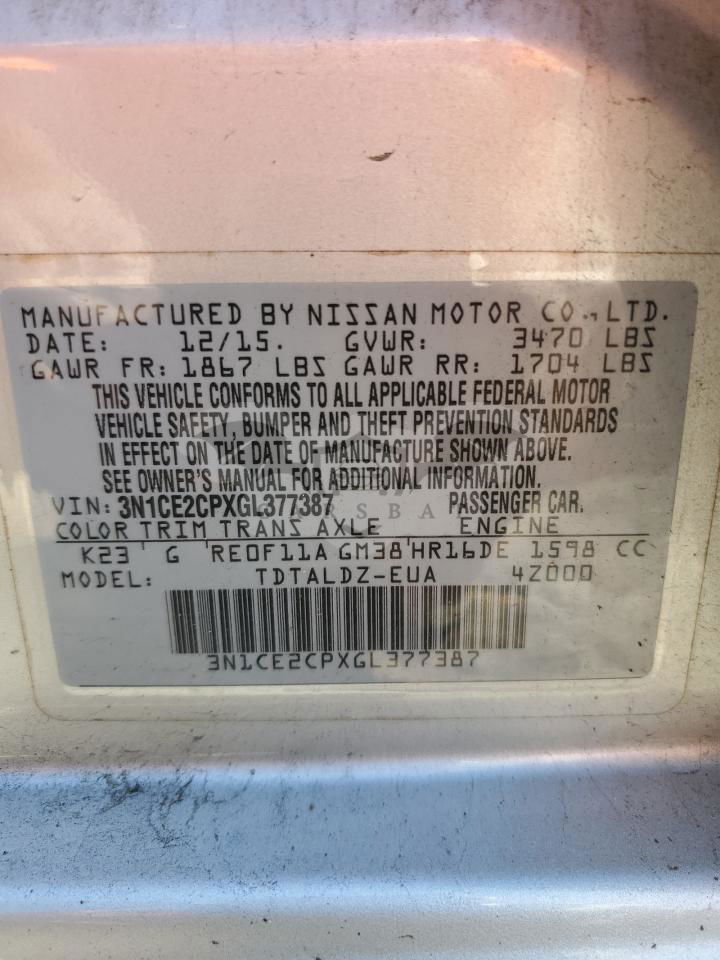 MANUFACTURED BY NISSAN MOTOR CO., LTD.
DATE: 12/15. GVWR: 3470 LBS
GAWR FR: 1867 LBS GAWR RR: 1704 LBS
THIS VEHICLE CONFORMS TO ALL APPLICABLE FEDERAL MOTOR
VEHICLE SAFETY, BUMPER AND THEFT PREVENTION STANDARDS
IN EFFECT ON THE DATE OF MANUFACTURE SHOWN ABOVE.
SEE OWNER'S MANUAL FOR ADDITIONAL INFORMATION.
VIN: 3N1CE2CPXGL377387 PASSENGER CAR.
COLOR TRIM TRANS AXLE ENGINE
K23 G RE0F11A GM38 HR16DE 1598 CC
MODEL: TDTALDZ-EUA 4Z000
3N1CE2CPXGL377387